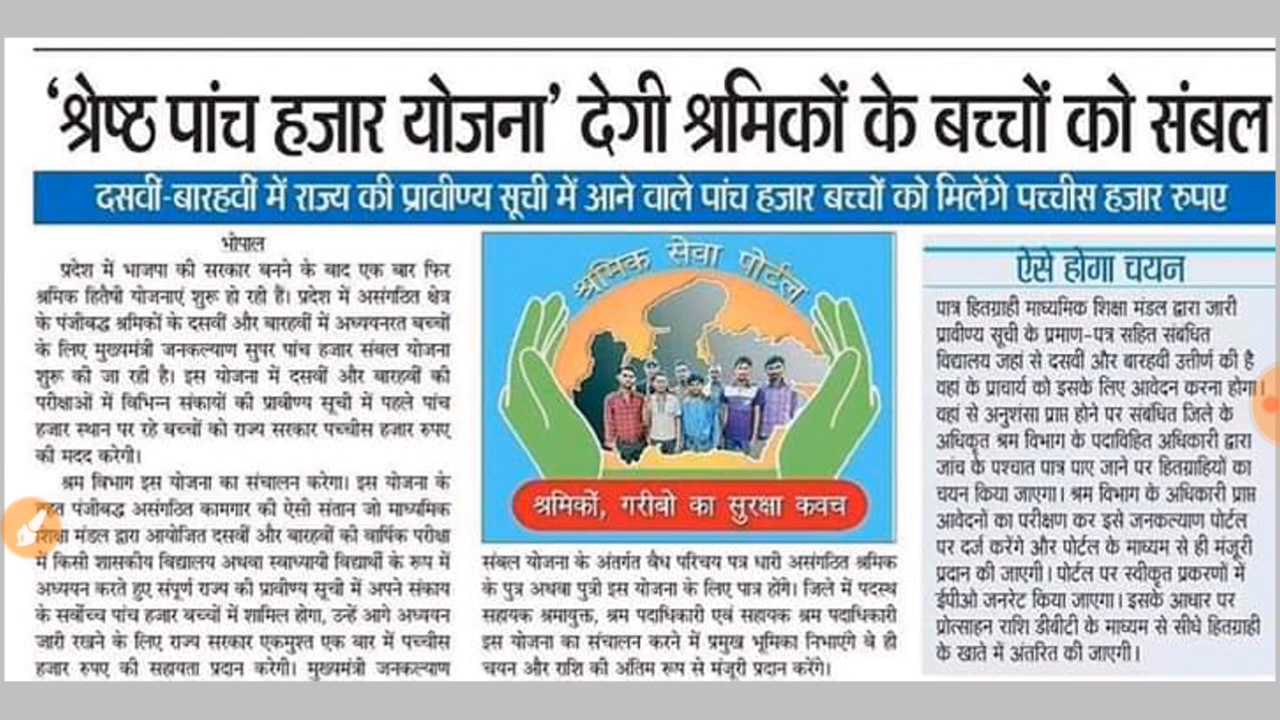 ‘श्रेष्ठ पांच हजार योजना’ देगी श्रमिकों के बच्चों को संबल
दसवीं-बारहवीं में राज्य की प्रावीण्य सूची में आने वाले पांच हजार बच्चों को मिलेंगे पच्चीस हजार रुपए
भोपाल
प्रदेश में भाजपा की सरकार बनने के बाद एक बार फिर
श्रमिक हितैषी योजनाएं शुरू हो रही हैं। प्रदेश में असंगठित क्षेत्र
के पंजीबद्ध श्रमिकों के दसवीं और बारहवीं में अध्ययनरत बच्चों
के लिए मुख्यमंत्री जनकल्याण सुपर पांच हजार संबल योजना
शुरू की जा रही है। इस योजना में दसवीं और बारहवीं की
परीक्षाओं में विभिन्न संकायों की प्रावीण्य सूची में पहले पांच
हजार स्थान पर रहे बच्चों को राज्य सरकार पच्चीस हजार रुपए
की मदद करेगी।
श्रम विभाग इस योजना का संचालन करेगा। इस योजना के
तहत पंजीबद्ध असंगठित कामगार की ऐसी संतान जो माध्यमिक
शिक्षा मंडल द्वारा आयोजित दसवीं और बारहवीं की वार्षिक परीक्षा
में किसी शासकीय विद्यालय अथवा स्वाध्यायी विद्यार्थी के रूप में
अध्ययन करते हुए संपूर्ण राज्य की प्रावीण्य सूची में अपने संकाय
के सर्वोच्च पांच हजार बच्चों में शामिल होगा, उन्हें आगे अध्ययन
जारी रखने के लिए राज्य सरकार एकमुश्त एक बार में पच्चीस
हजार रुपए की सहायता प्रदान करेगी। मुख्यमंत्री जनकल्याण
श्रमिक सेवा पोर्टल
श्रमिकों, गरीबो का सुरक्षा कवच
संबल योजना के अंतर्गत वैध परिचय पत्र धारी असंगठित श्रमिक
के पुत्र अथवा पुत्री इस योजना के लिए पात्र होंगे। जिले में पदस्थ
सहायक श्रमायुक्त, श्रम पदाधिकारी एवं सहायक श्रम पदाधिकारी
इस योजना का संचालन करने में प्रमुख भूमिका निभाएंगे वे ही
चयन और राशि की अंतिम रूप से मंजूरी प्रदान करेंगे।
ऐसे होगा चयन
पात्र हितग्राही माध्यमिक शिक्षा मंडल द्वारा जारी
प्रावीण्य सूची के प्रमाण-पत्र सहित संबंधित
विद्यालय जहां से दसवीं और बारहवीं उत्तीर्ण की है
वहां के प्राचार्य को इसके लिए आवेदन करना होगा।
वहां से अनुशंसा प्राप्त होने पर संबंधित जिले के
अधिकृत श्रम विभाग के पदाविहित अधिकारी द्वारा
जांच के पश्चात पात्र पाए जाने पर हितग्राहियों का
चयन किया जाएगा। श्रम विभाग के अधिकारी प्राप्त
आवेदनों का परीक्षण कर इसे जनकल्याण पोर्टल
पर दर्ज करेंगे और पोर्टल के माध्यम से ही मंजूरी
प्रदान की जाएगी। पोर्टल पर स्वीकृत प्रकरणों में
ईपीओ जनरेट किया जाएगा। इसके आधार पर
प्रोत्साहन राशि डीबीटी के माध्यम से सीधे हितग्राही
के खाते में अंतरित की जाएगी।